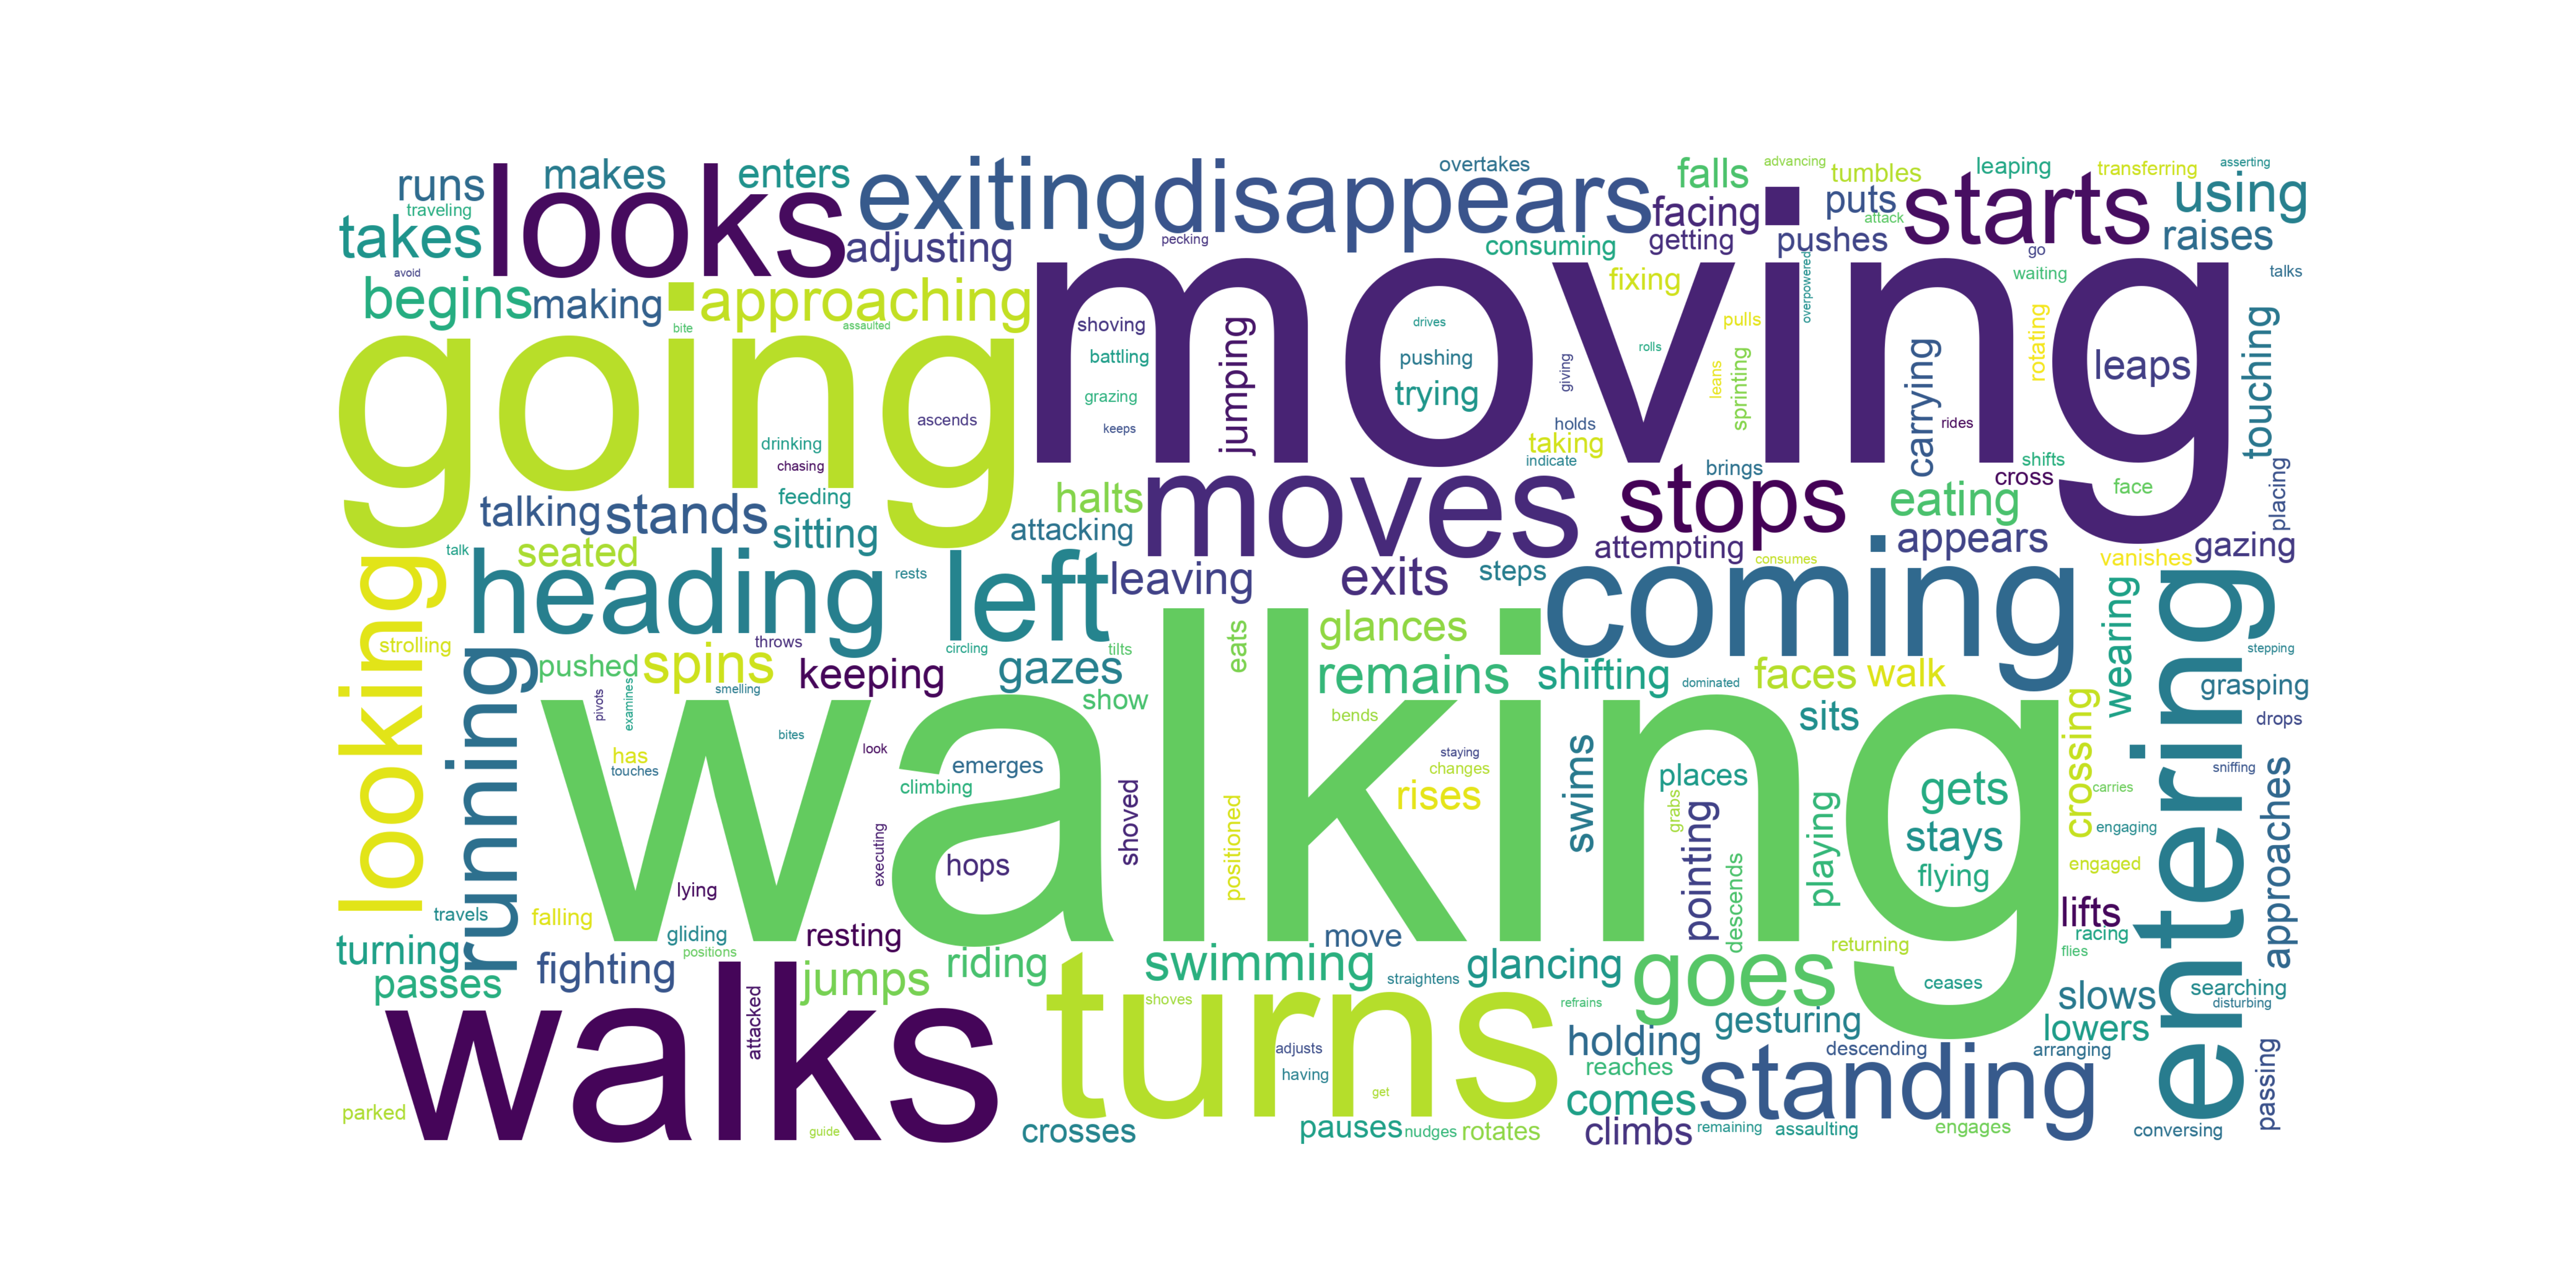 overtakes
falls
advancing
tumbles
leaping
transferring
asserting
runs
makes
enters
looks
exiting
disappears
facing
puts
attack
starts
using
traveling
takes
adjusting
pecking
consuming
getting
pushes
go
raises
avoid
begins
making
approaching
fixing
overpowered
waiting
talks
bite
assaulted
going
moving
shoving
jumping
drives
pulls
rotating
touching
battling
pushing
giving
rolls
leans
sprinting
carrying
leaps
grazing
trying
ascends
keeps
holds
rides
drinking
taking
chasing
indicate
brings
shifts
cross
placing
talking
stands
feeding
halts
moves
stops
eating
face
sitting
attacking
attempting
appears
gazing
talk
seated
consumes
vanishes
looking
heading
rests
left
leaving
exits
steps
coming
wearing
entering
strolling
throws
circling
tilts
eats
glances
stepping
running
pushed
spins
keeping
gazes
remains
shifting
faces
walk
grasping
smelling
show
dominated
pivots
examines
walking
bites
look
bends
sits
drops
crossing
has
touches
emerges
staying
changes
swims
places
sniffing
climbing
shoved
positioned
rises
grabs
pointing
playing
gets
carries
approaches
executing
hops
descends
stays
engaging
lying
flying
engaged
travels
falling
lifts
turning
gliding
resting
move
returning
racing
positions
flies
passes
fighting
jumps
riding
swimming
straightens
glancing
goes
ceases
slows
searching
walks
attacked
turns
shoves
refrains
gesturing
lowers
disturbing
adjusts
holding
descending
arranging
passing
having
reaches
standing
parked
get
comes
guide
crosses
pauses
nudges
rotates
climbs
remaining
assaulting
engages
conversing